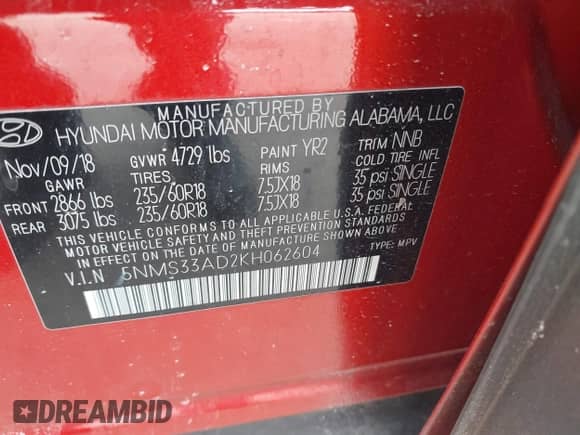 MANUFACTURED BY
HYUNDAI MOTOR MANUFACTURING ALABAMA, LLC
Nov/09/18 GVWR 4729 lbs PAINT YR2 TRIM NNB
GAWR TIRES RIMS COLD TIRE INFL
FRONT 2866 lbs 235/60R18 7.5JX18 35 psi SINGLE
REAR 3075 lbs 235/60R18 7.5JX18 35 psi SINGLE
THIS VEHICLE CONFORMS TO ALL APPLICABLE U.S.A. FEDERAL
MOTOR VEHICLE SAFETY AND THEFT PREVENTION STANDARDS
IN EFFECT ON THE DATE OF MANUFACTURE SHOWN ABOVE.
V.I.N 5NMS33AD2KH062604 TYPE: MPV
DREAMBID